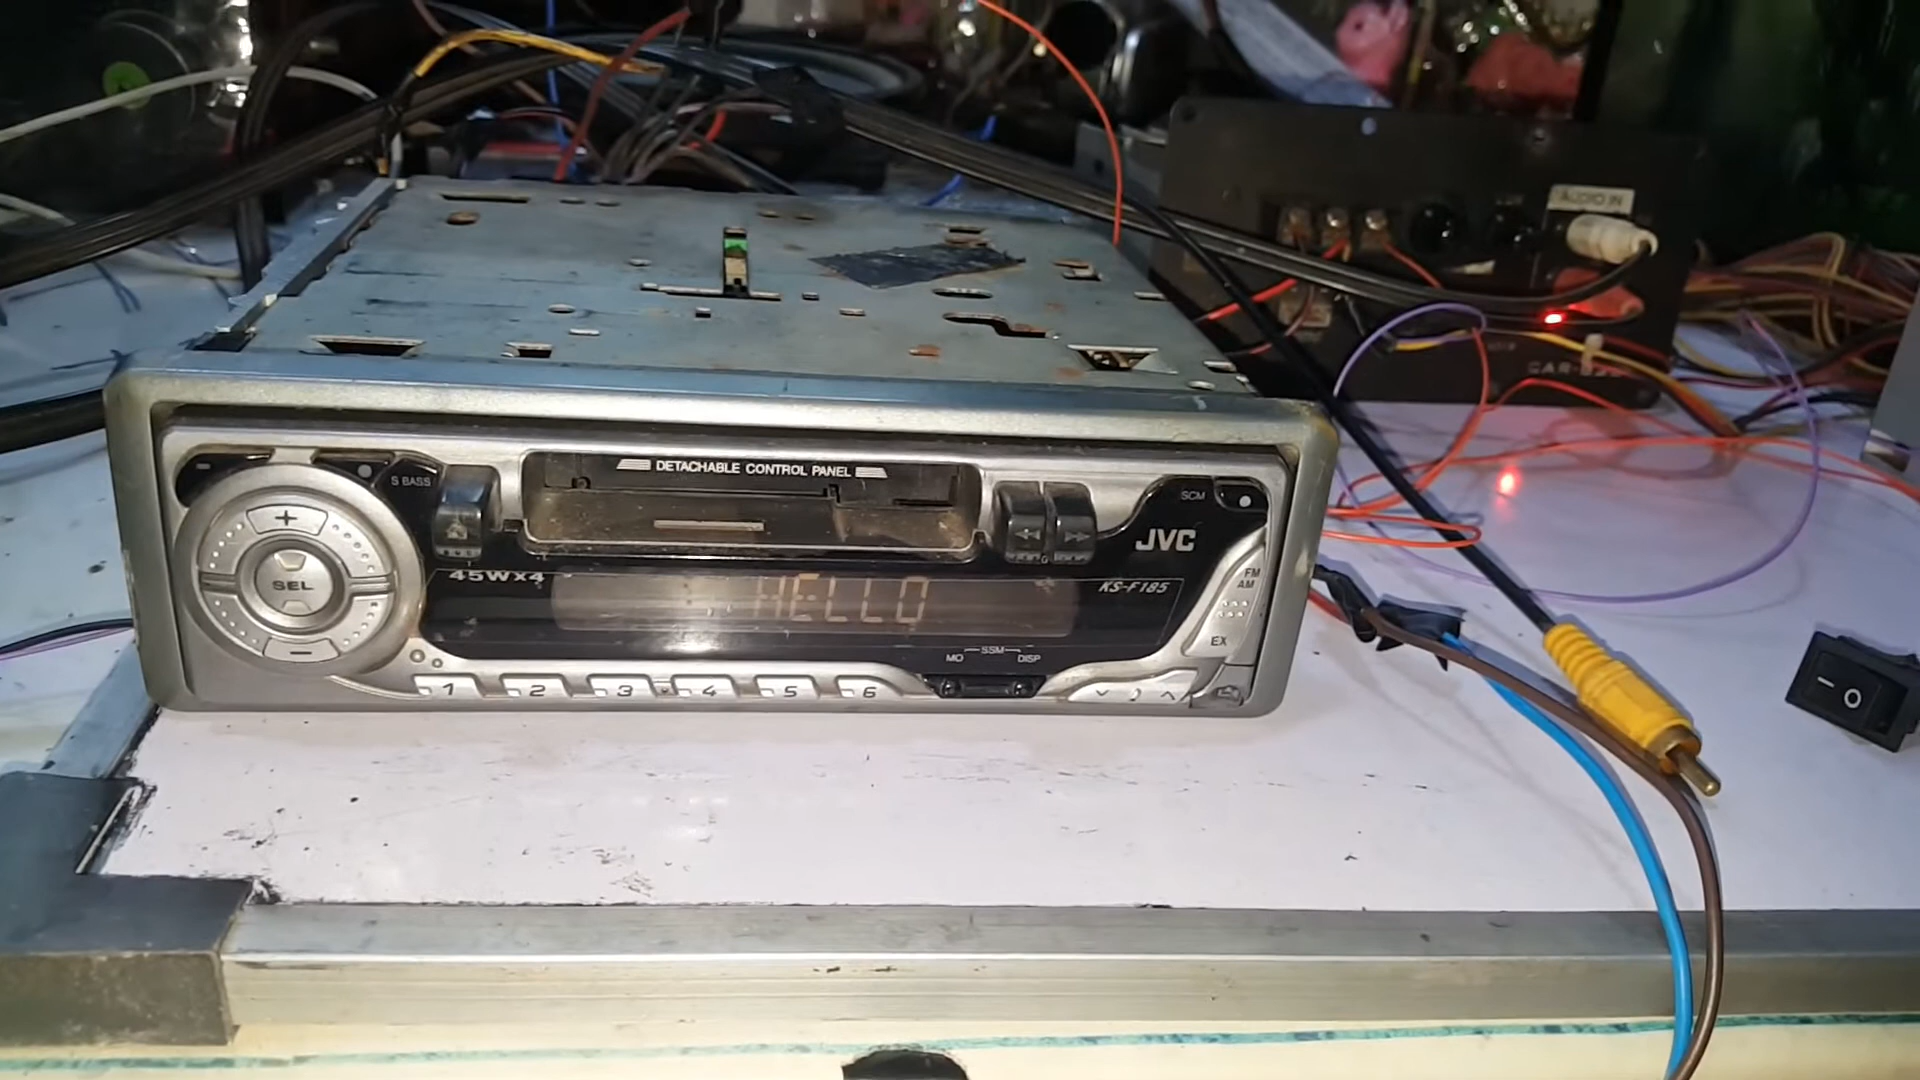 AUDIO IN
DETACHABLE CONTROL PANEL
S BASS
SCM
+
JVC
SEL
45WX4
HELLO
KS-F185
FM
AM
EX
MO
SSM
DISP
1 2 3 4 5 6